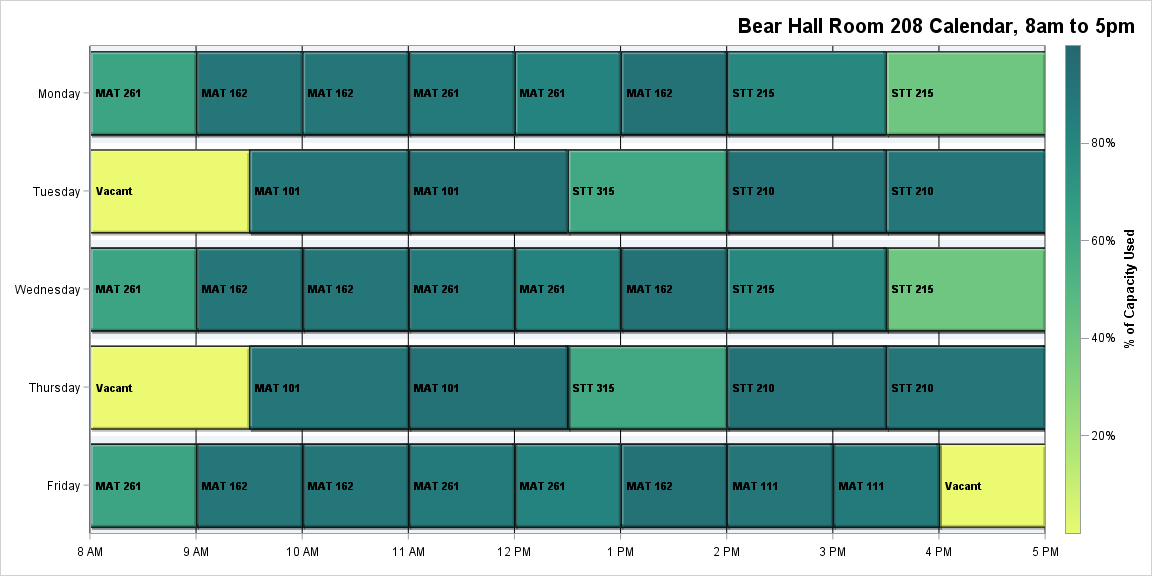 Bear Hall Room 208 Calendar, 8am to 5pm
Monday
MAT 261 MAT 162 MAT 162 MAT 261 MAT 261 MAT 162 STT 215 STT 215
Tuesday
Vacant MAT 101 MAT 101 STT 315 STT 210 STT 210
Wednesday
MAT 261 MAT 162 MAT 162 MAT 261 MAT 261 MAT 162 STT 215 STT 215
Thursday
Vacant MAT 101 MAT 101 STT 315 STT 210 STT 210
Friday
MAT 261 MAT 162 MAT 162 MAT 261 MAT 261 MAT 162 MAT 111 MAT 111 Vacant
8 AM 9 AM 10 AM 11 AM 12 PM 1 PM 2 PM 3 PM 4 PM 5 PM
80%
60%
40%
20%
% of Capacity Used